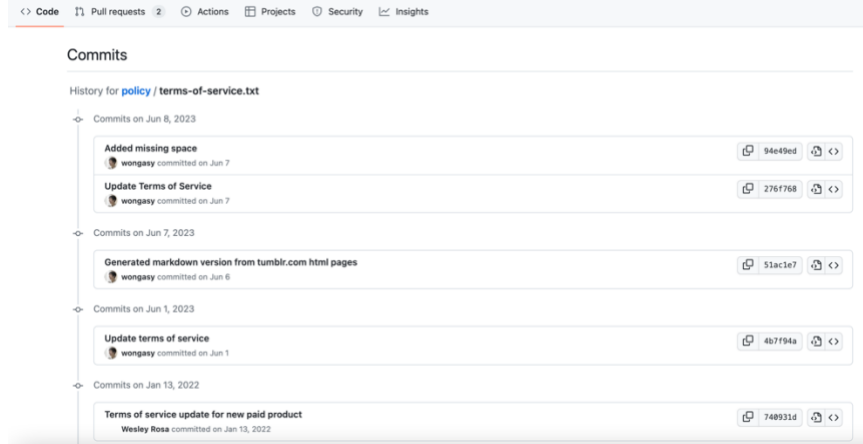 Code Pull requests 2 Actions Projects Security Insights
Commits
History for policy / terms-of-service.txt
Commits on Jun 8, 2023
Added missing space
wongasy committed on Jun 7
94e49ed
Update Terms of Service
wongasy committed on Jun 7
276f768
Commits on Jun 7, 2023
Generated markdown version from tumblr.com html pages
wongasy committed on Jun 6
51ac1e7
Commits on Jun 1, 2023
Update terms of service
wongasy committed on Jun 1
4b7f94a
Commits on Jan 13, 2022
Terms of service update for new paid product
Wesley Rosa committed on Jan 13, 2022
740931d